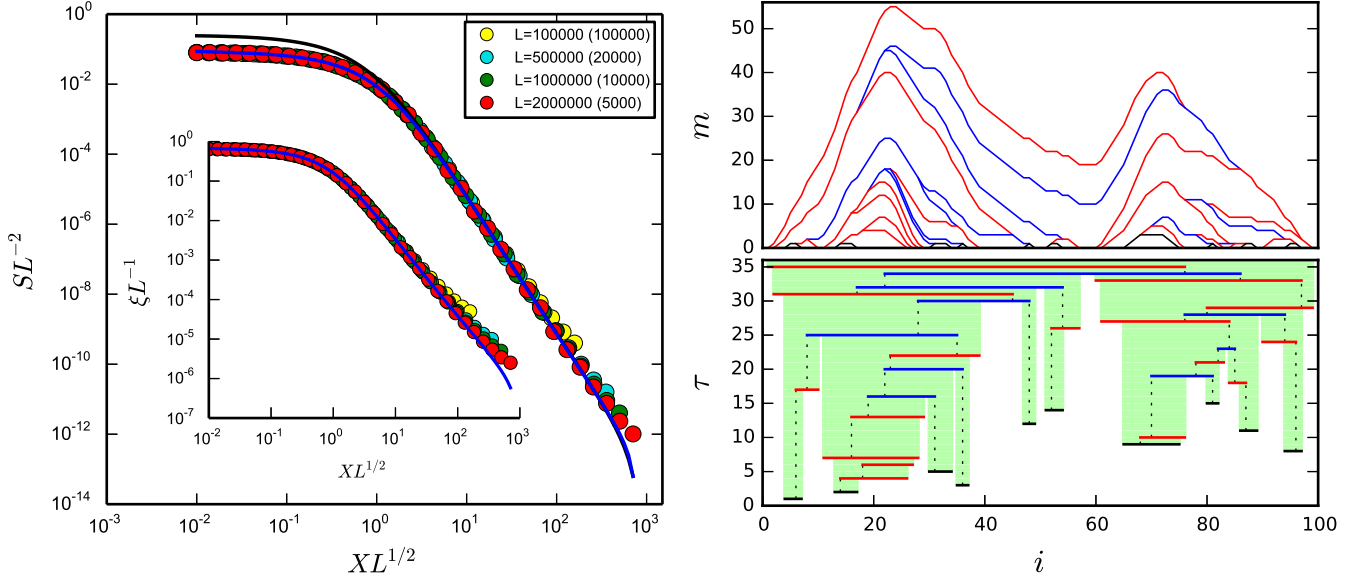 10^0
10^{-2}
10^{-4}
10^{-6}
10^{-8}
10^{-10}
10^{-12}
10^{-14}
SL^{-2}
L=100000 (100000)
L=500000 (20000)
L=1000000 (10000)
L=2000000 (5000)
10^0
10^{-1}
10^{-2}
10^{-3}
10^{-4}
10^{-5}
10^{-6}
10^{-7}
ξL^{-1}
10^{-2} 10^{-1} 10^0 10^1 10^2 10^3
XL^{1/2}
10^{-3} 10^{-2} 10^{-1} 10^0 10^1 10^2 10^3
XL^{1/2}
50
40
30
20
10
0
m
35
30
25
20
15
10
5
0
τ
0 20 40 60 80 100
i